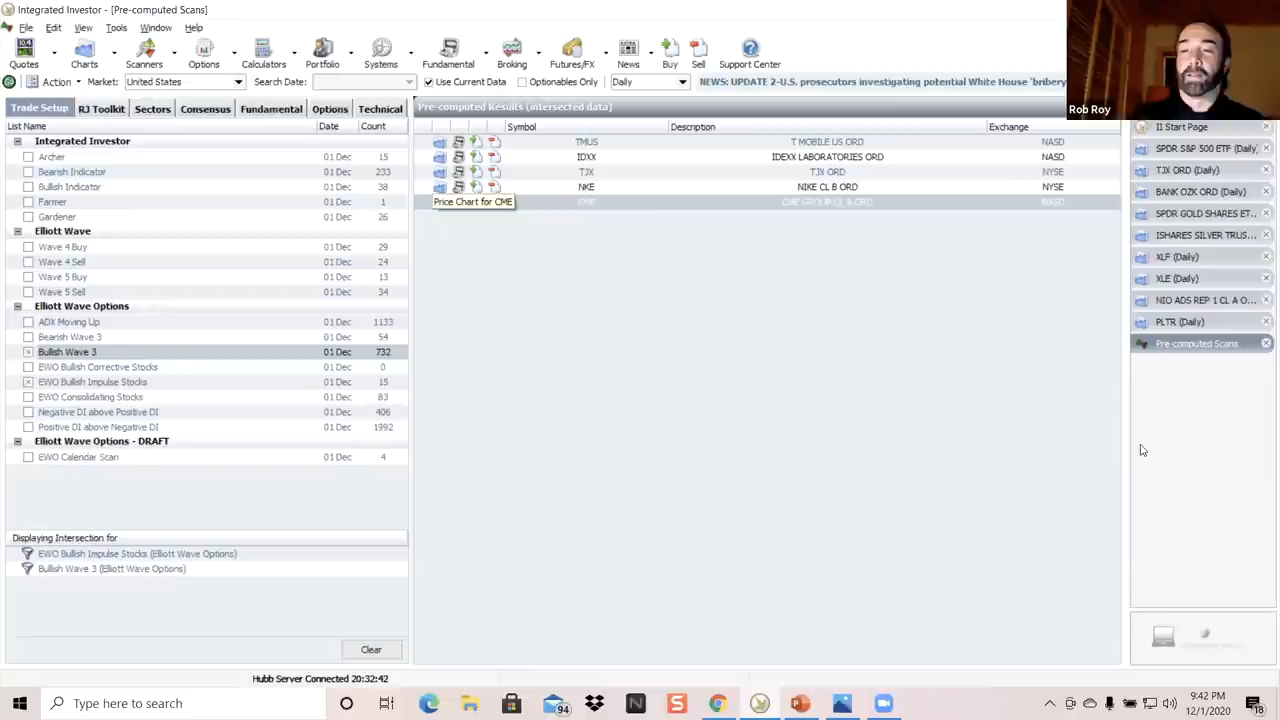 Integrated Investor - [Pre-computed Scans]
File Edit View Tools Window Help
Quotes Charts Scanners Options Calculators Portfolio Systems Fundamental Broking Futures/FX News Buy Sell Support Center
Action Market: United States Search Date: Use Current Data Optionables Only Daily NEWS: UPDATE 2-U.S. prosecutors investigating potential White House 'bribery
Rob Roy
Trade Setup RJ Toolkit Sectors Consensus Fundamental Options Technical
Pre-computed Results (intersected data)
List Name Date Count
Symbol Description Exchange
Integrated Investor
Archer 01 Dec 15
Bearish Indicator 01 Dec 233
Bullish Indicator 01 Dec 38
Farmer 01 Dec 1
Gardener 01 Dec 26
Elliott Wave
Wave 4 Buy 01 Dec 29
Wave 4 Sell 01 Dec 24
Wave 5 Buy 01 Dec 13
Wave 5 Sell 01 Dec 34
Elliott Wave Options
ADX Moving Up 01 Dec 1133
Bearish Wave 3 01 Dec 54
Bullish Wave 3 01 Dec 732
EWO Bullish Corrective Stocks 01 Dec 0
EWO Bullish Impulse Stocks 01 Dec 15
EWO Consolidating Stocks 01 Dec 83
Negative DI above Positive DI 01 Dec 406
Positive DI above Negative DI 01 Dec 1992
Elliott Wave Options - DRAFT
EWO Calendar Scan 01 Dec 4
TMUS T MOBILE US ORD NASD
IDXX IDEXX LABORATORIES ORD NASD
TJX TJX ORD NYSE
NKE NIKE CL B ORD NYSE
Price Chart for CME
CME CME GROUP CL A ORD NASD
II Start Page
SPDR S&P 500 ETF (Daily)
TJX ORD (Daily)
BANK OZK ORD (Daily)
SPDR GOLD SHARES ET...
ISHARES SILVER TRUS...
XLF (Daily)
XLE (Daily)
NIO ADS REP 1 CL A O...
PLTR (Daily)
Pre-computed Scans
Displaying Intersection for
EWO Bullish Impulse Stocks (Elliott Wave Options)
Bullish Wave 3 (Elliott Wave Options)
Clear
Hubb Server Connected 20:32:42
Type here to search
94
9:42 PM
12/1/2020
18